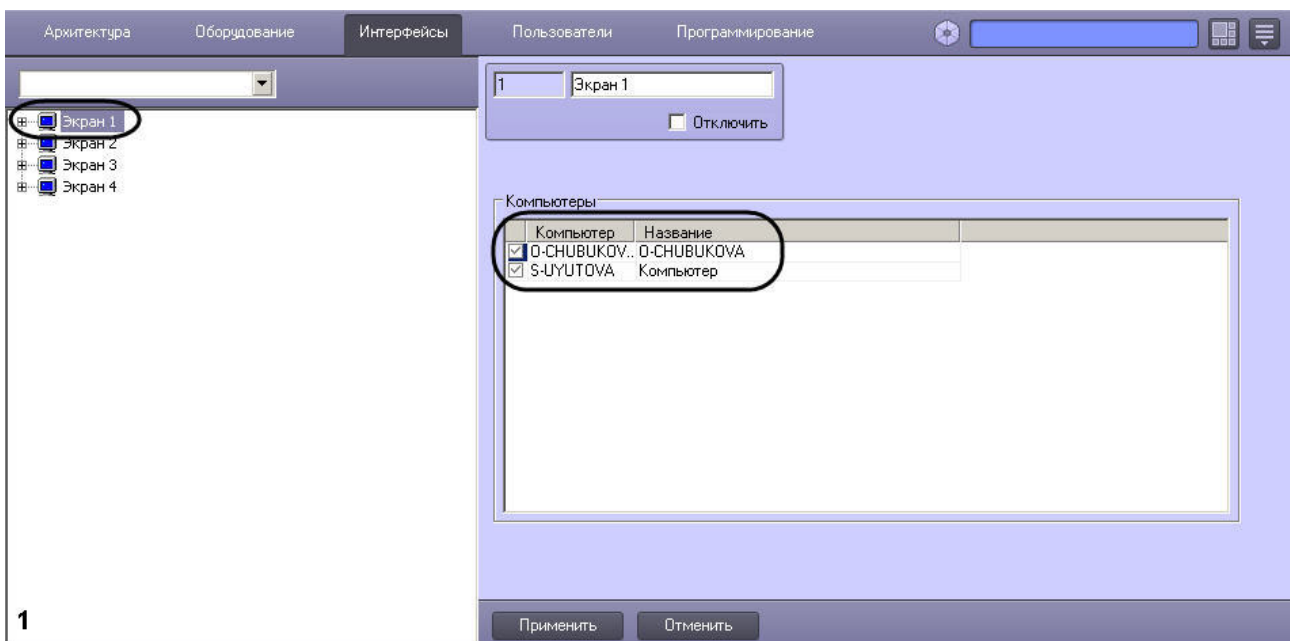 Архитектура Оборудование Интерфейсы Пользователи Программирование
1 Экран 1
Отключить
Экран 1
Экран 2
Экран 3
Экран 4
Компьютеры
Компьютер Название
O-CHUBUKOV.. O-CHUBUKOVA
S-UYUTOVA Компьютер
1
Применить Отменить